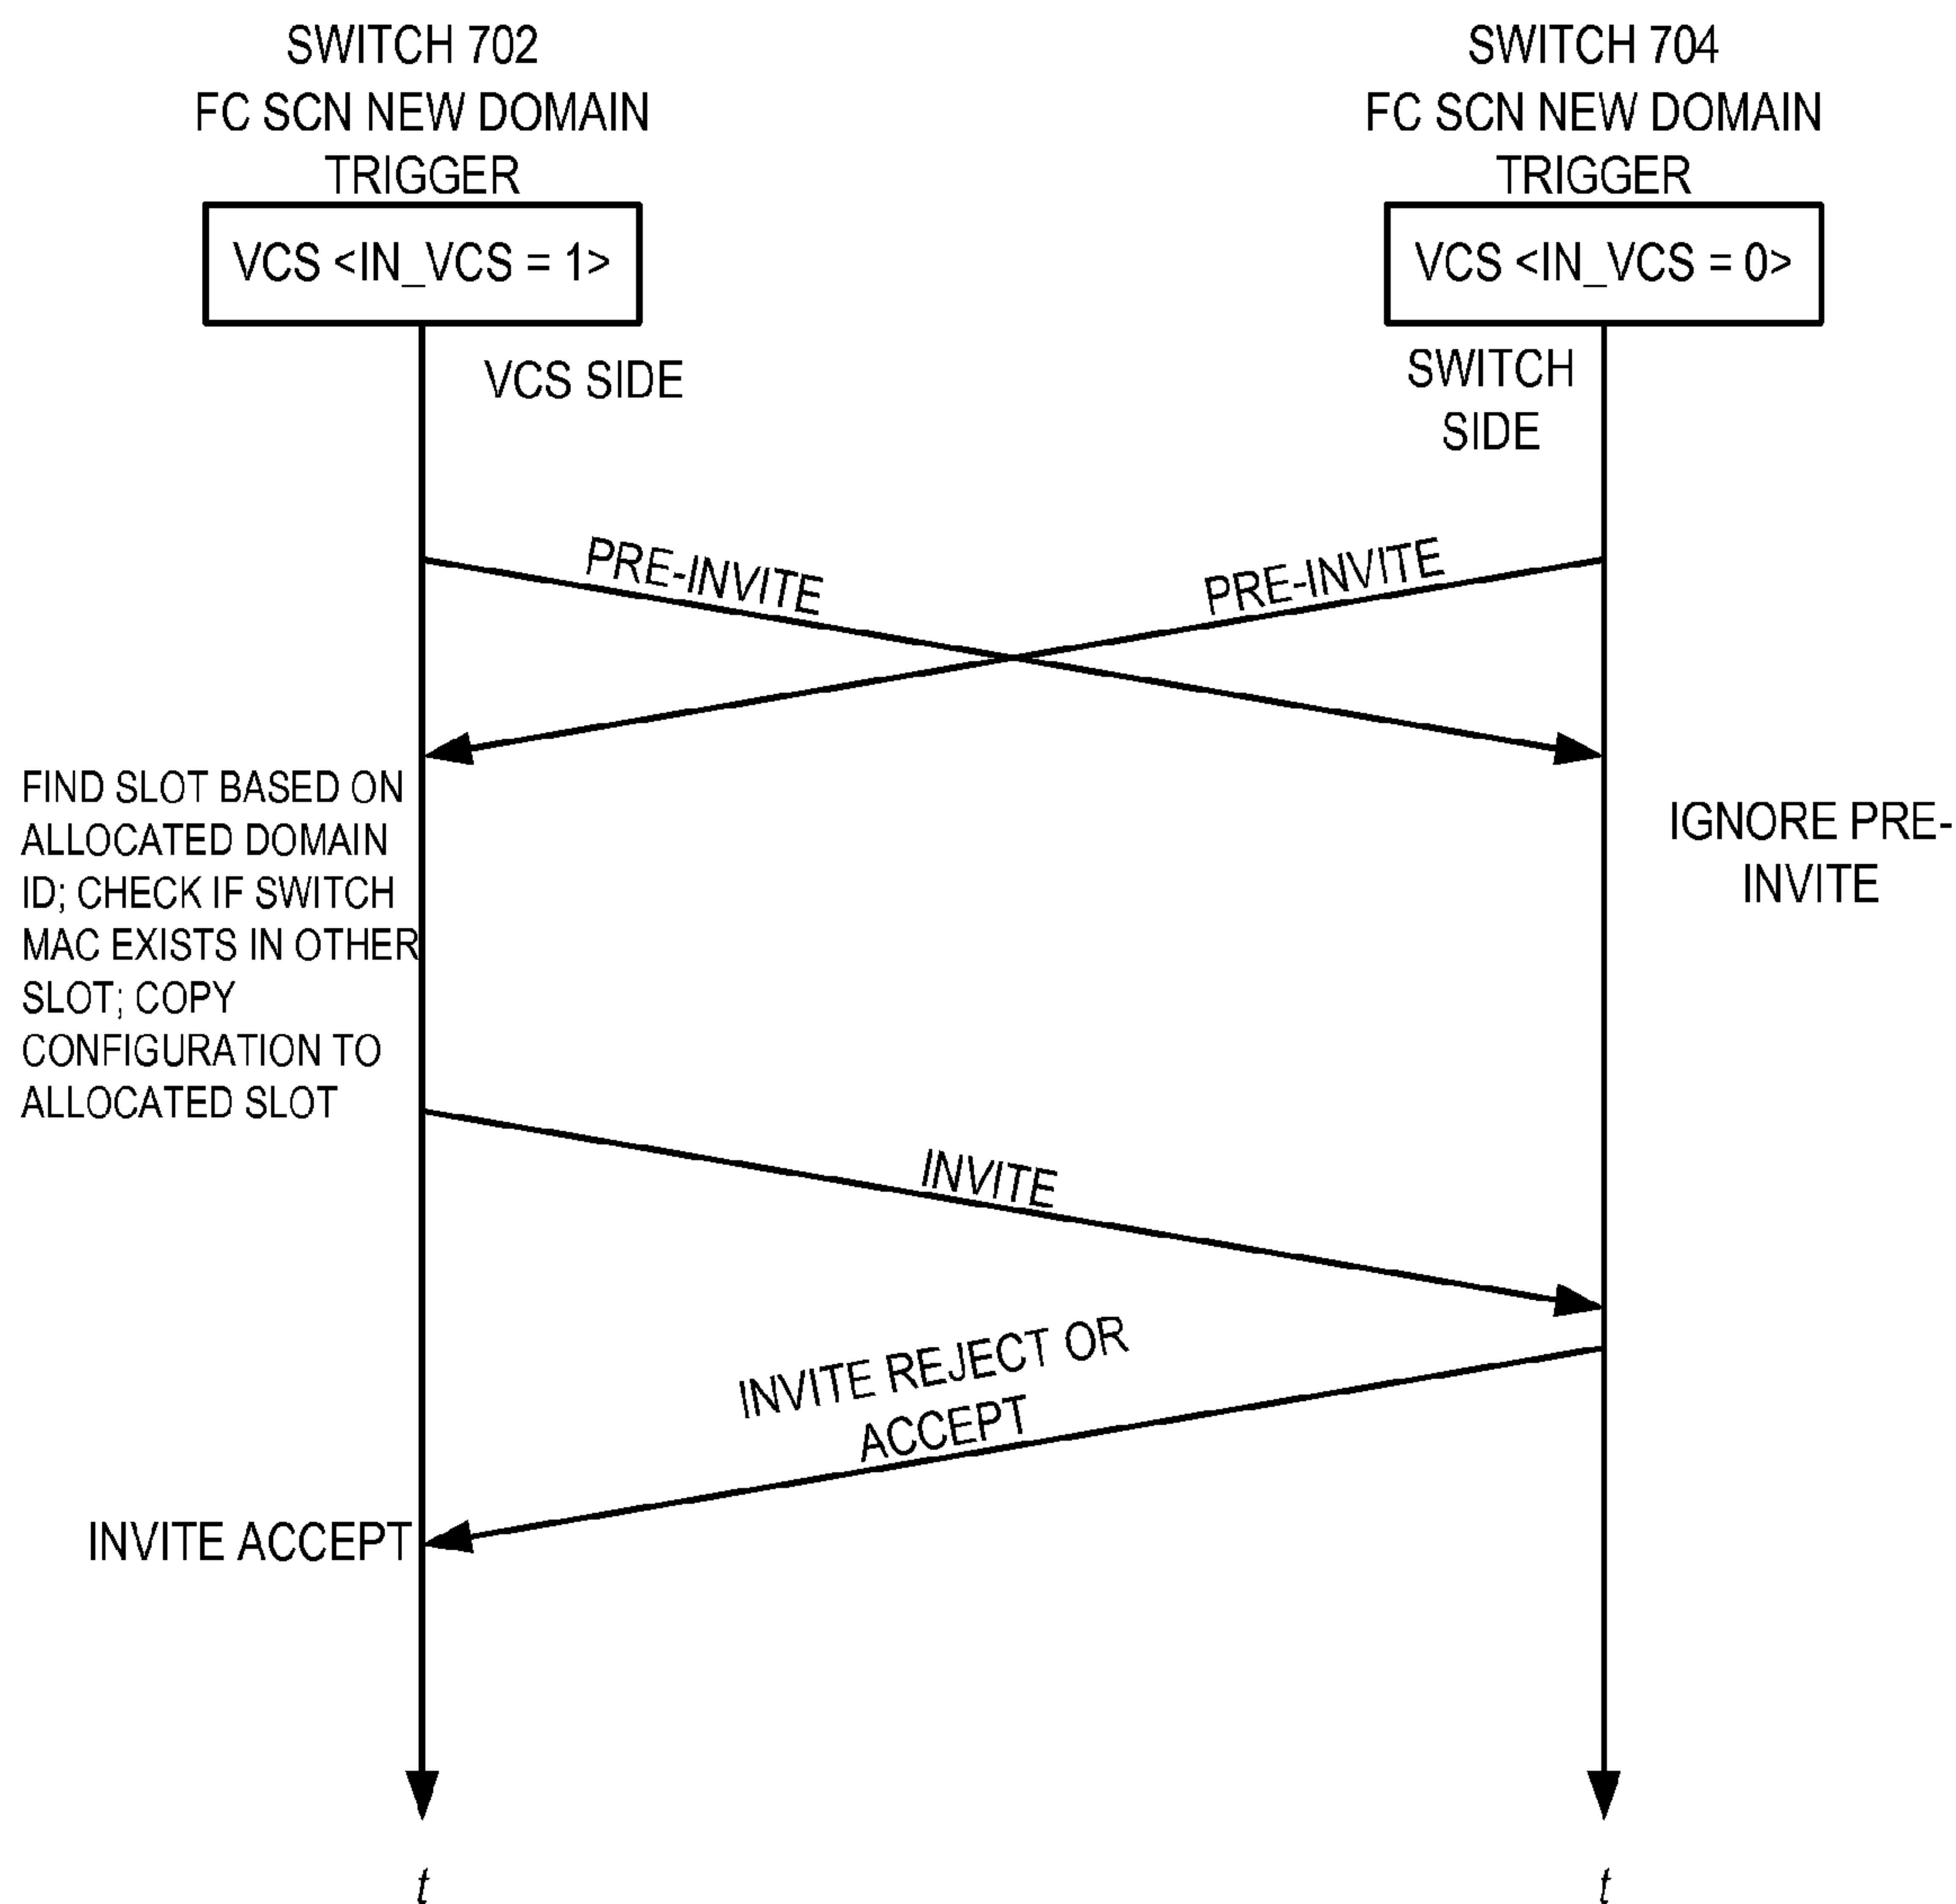 SWITCH 702
FC SCN NEW DOMAIN
TRIGGER
VCS <IN_VCS = 1>
VCS SIDE
SWITCH 704
FC SCN NEW DOMAIN
TRIGGER
VCS <IN_VCS = 0>
SWITCH
SIDE
PRE-INVITE
PRE-INVITE
FIND SLOT BASED ON
ALLOCATED DOMAIN
ID; CHECK IF SWITCH
MAC EXISTS IN OTHER
SLOT; COPY
CONFIGURATION TO
ALLOCATED SLOT
IGNORE PRE-
INVITE
INVITE
INVITE REJECT OR
ACCEPT
INVITE ACCEPT
t
t